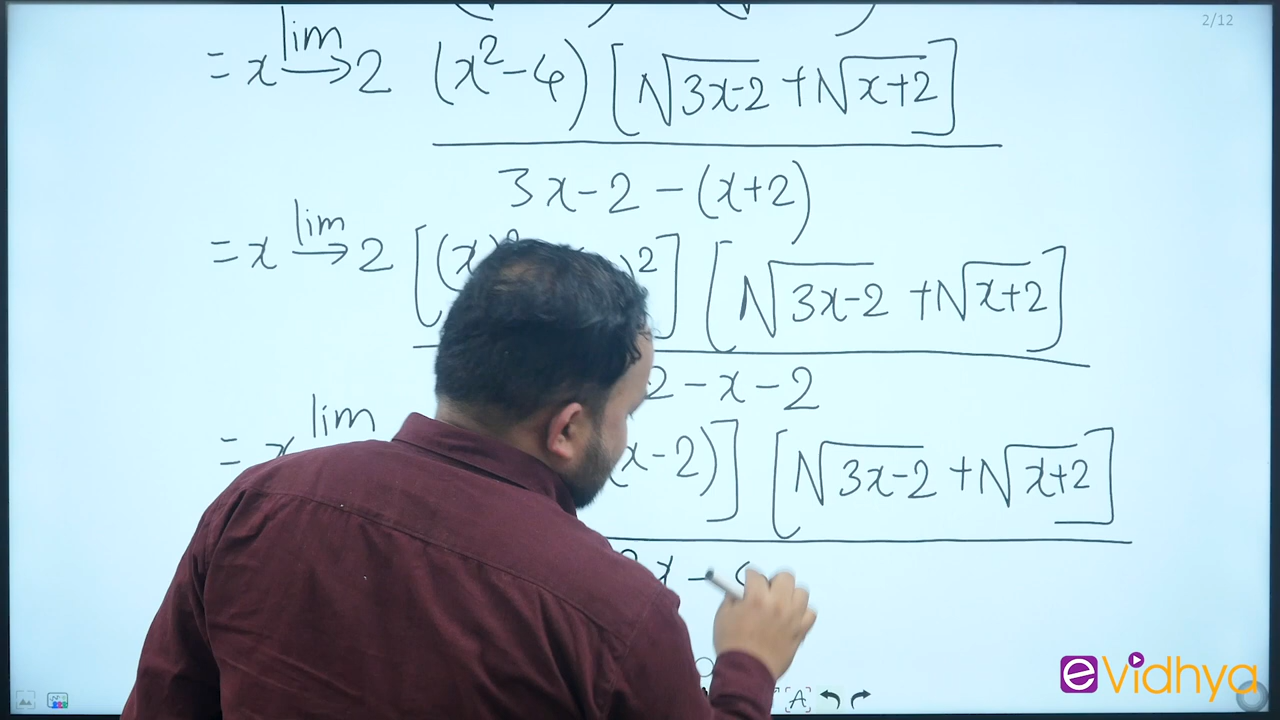 2/12
= x lim→ 2 (x²-4) [√3x-2 + √x+2]
3x-2-(x+2)
= x lim→ 2 [(x) )²] [√3x-2 + √x+2]
2-x-2
= x lim (x-2)] [√3x-2 + √x+2]
x -
A
eVidhya